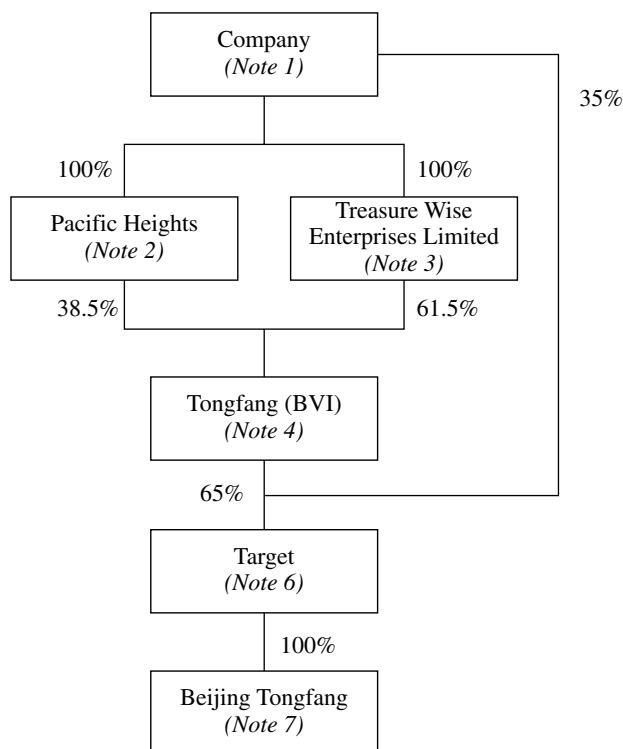 Company
(Note 1)
35%
100%
100%
Pacific Heights
(Note 2)
Treasure Wise
Enterprises Limited
(Note 3)
38.5%
61.5%
Tongfang (BVI)
(Note 4)
65%
Target
(Note 6)
100%
Beijing Tongfang
(Note 7)